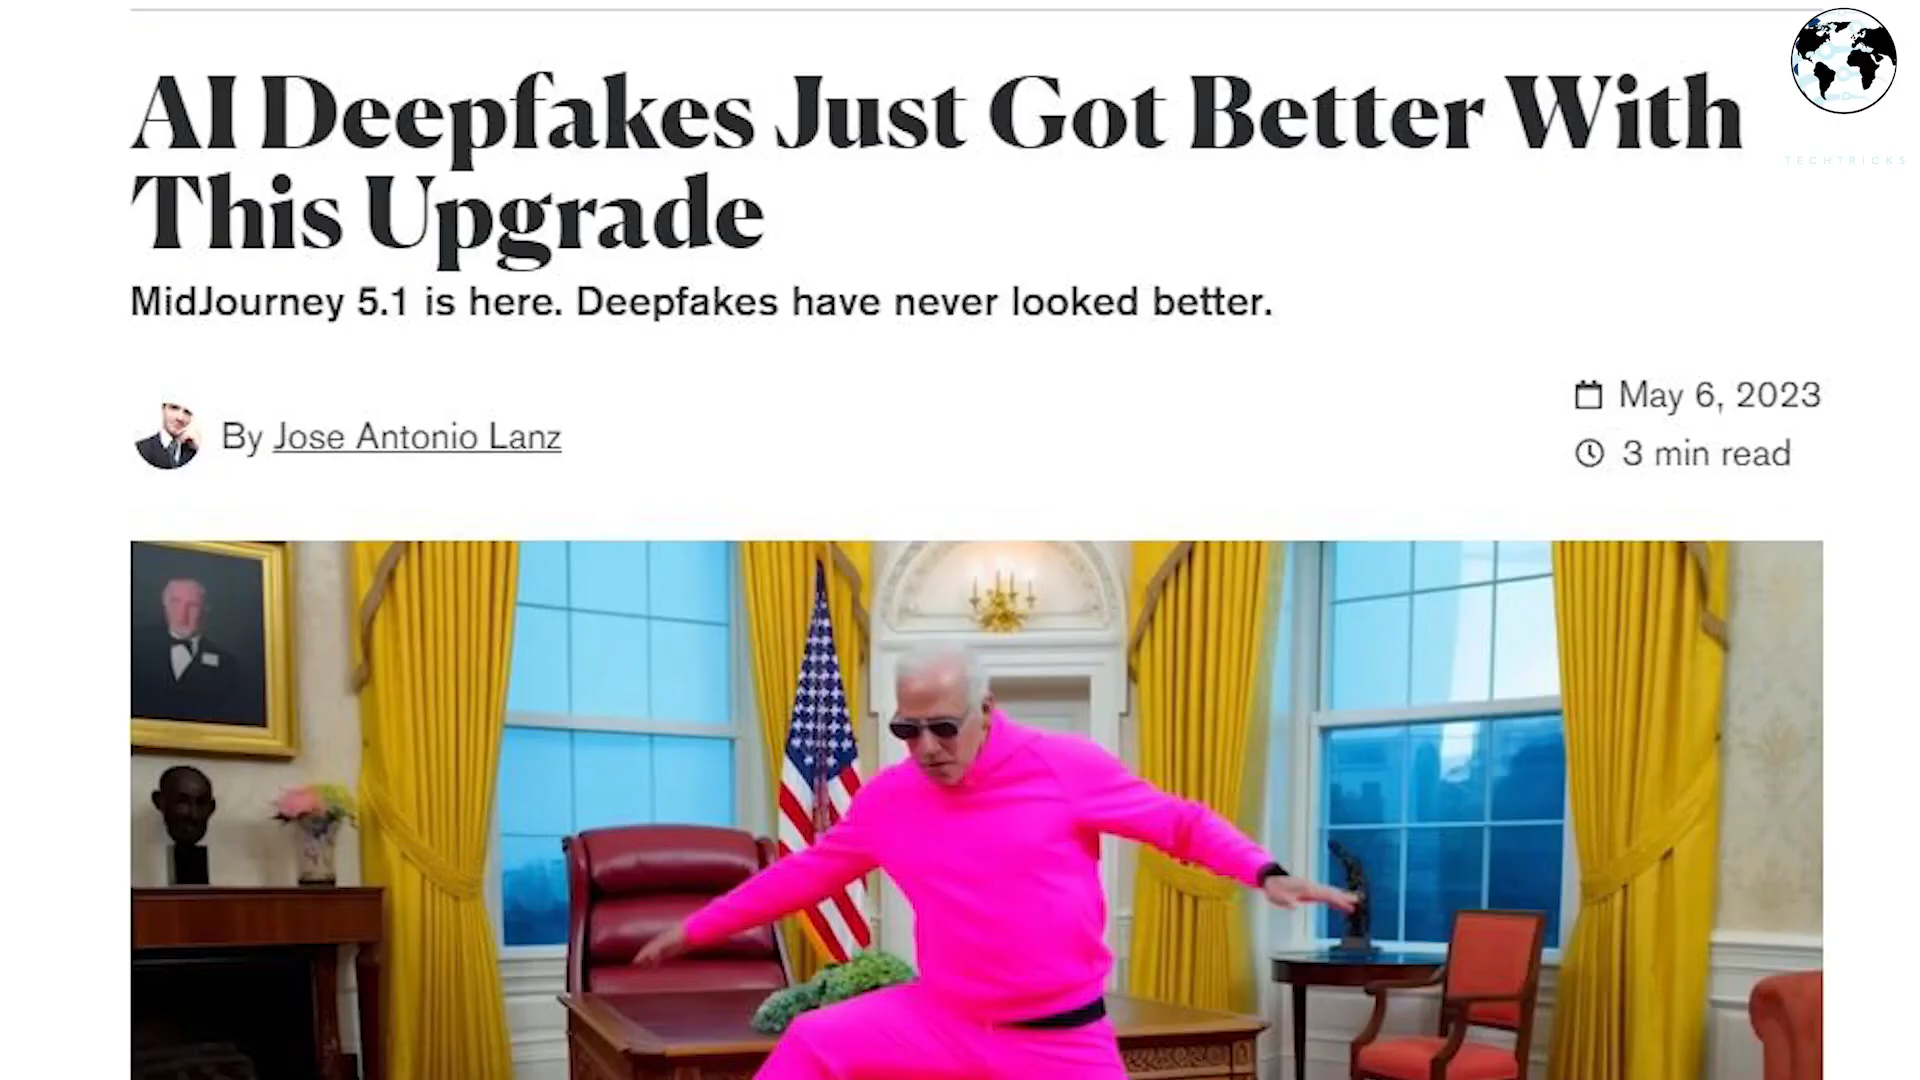 AI Deepfakes Just Got Better With
This Upgrade
MidJourney 5.1 is here. Deepfakes have never looked better.
By Jose Antonio Lanz
May 6, 2023
3 min read
TECHTRICKS